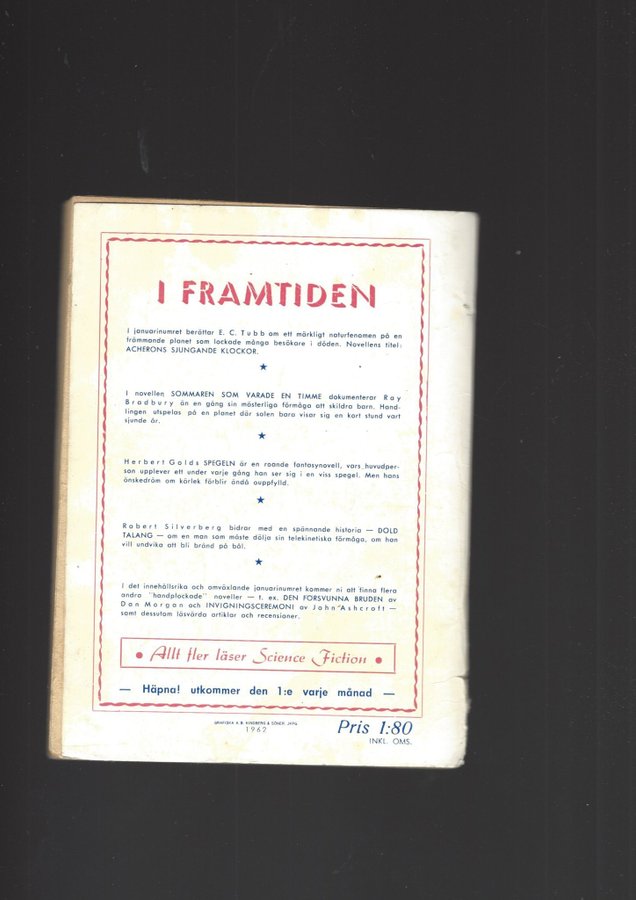 I FRAMTIDEN
I januarinumret berättar E. C. Tubb om ett märkligt naturfenomen på en
främmande planet som lockade många besökare i döden. Novellens titel:
ACHERONS SJUNGANDE KLOCKOR.
★
I novellen SOMMAREN SOM VARADE EN TIMME dokumenterar Ray
Bradbury än en gång sin mästerliga förmåga att skildra barn. Hand-
lingen utspelas på en planet där solen bara visar sig en kort stund vart
sjunde år.
★
Herbert Golds SPEGELN är en roande fantasynovell, vars huvudper-
son upplever ett under varje gång han ser sig i en viss spegel. Men hans
önskedröm om kärlek förblir ändå ouppfylld.
★
Robert Silverberg bidrar med en spännande historia — DOLD
TALANG — om en man som måste dölja sin telekinetiska förmåga, om han
vill undvika att bli bränd på bål.
★
I det innehållsrika och omväxlande januarinumret kommer ni att finna flera
andra "handplockade" noveller — t. ex. DEN FÖRSVUNNA BRUDEN av
Dan Morgan och INVIGNINGSCEREMONI av John Ashcroft —
samt dessutom läsvärda artiklar och recensioner.
• Allt fler läser Science Fiction •
— Häpna! utkommer den 1:e varje månad —
GRAFISKA A. B. KINDBERG & SÖNER, JKPG
1962
Pris 1:80
INKL. OMS.